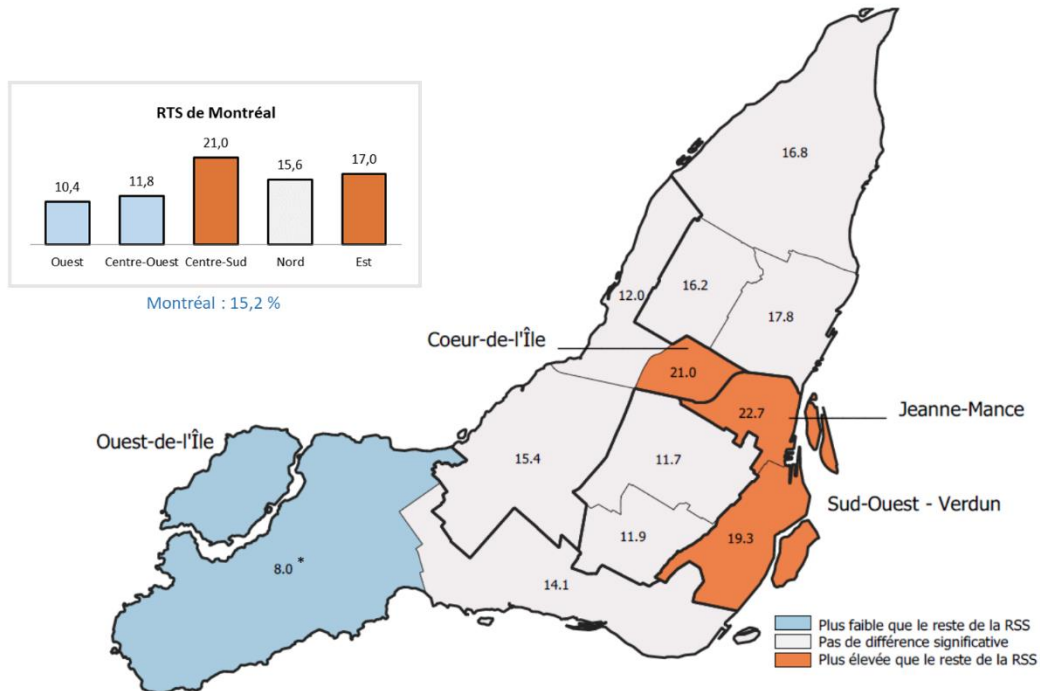 RTS de Montréal
21,0
17,0
15,6
11,8
10,4
Ouest Centre-Ouest Centre-Sud Nord Est
Montréal : 15,2 %
16.8
12.0
16.2
17.8
Coeur-de-l'Île
21.0
22.7
Jeanne-Mance
Ouest-de-l'Île
15.4
11.7
Sud-Ouest - Verdun
11.9
19.3
8.0 *
14.1
Plus faible que le reste de la RSS
Pas de différence significative
Plus élevée que le reste de la RSS